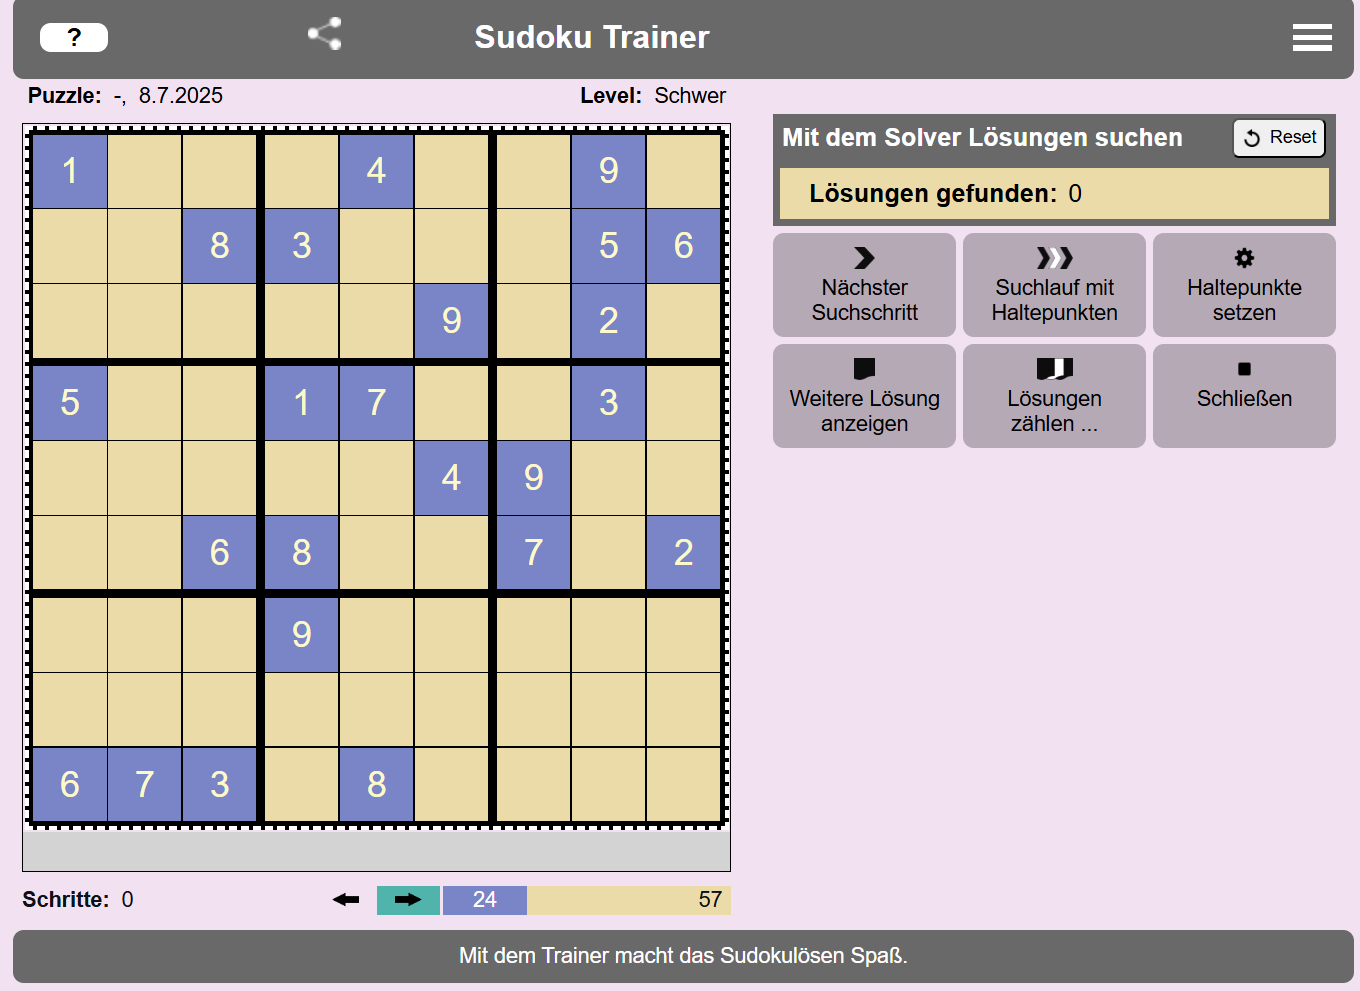 ?
Sudoku Trainer
Puzzle: -, 8.7.2025
Level: Schwer
1 4 9
8 3 5 6
9 2
5 1 7 3
4 9
6 8 7 2
9
6 7 3 8
Schritte: 0
24 57
Mit dem Solver Lösungen suchen
Reset
Lösungen gefunden: 0
Nächster
Suchschritt
Suchlauf mit
Haltepunkten
Haltepunkte
setzen
Weitere Lösung
anzeigen
Lösungen
zählen ...
Schließen
Mit dem Trainer macht das Sudokulösen Spaß.